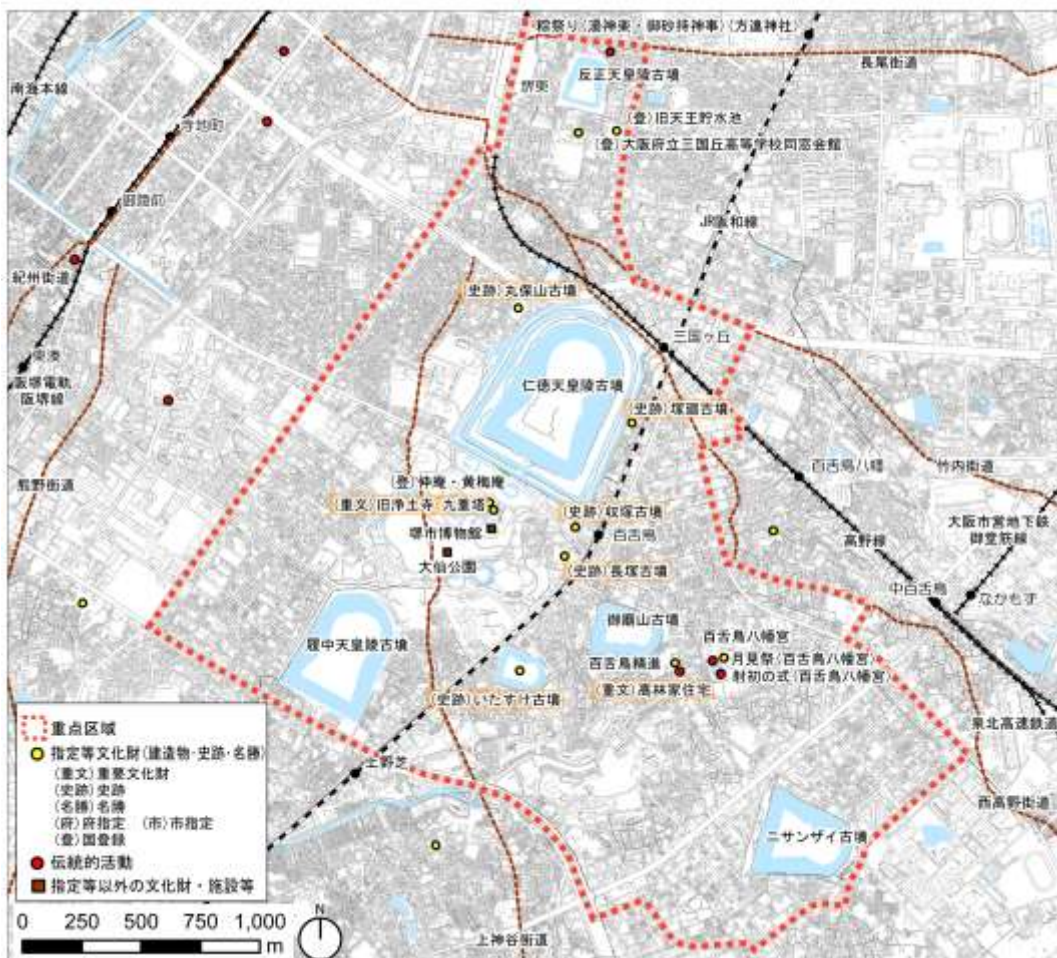 粽祭り(湯神楽・御砂持神事)(方違神社)
長尾街道
南海本線
堺東
反正天皇陵古墳
(登)旧天王貯水池
(登)大阪府立三国丘高等学校同窓会館
寺地町
御陵前
JR阪和線
紀州街道
(史跡)丸保山古墳
三国ヶ丘
東湊
阪堺電軌
阪堺線
仁徳天皇陵古墳
(史跡)塚廻古墳
百舌鳥八幡
竹内街道
熊野街道
(登)伸庵・黄梅庵
(重文)旧浄土寺 九重塔
(史跡)収塚古墳
大阪市営地下鉄
御堂筋線
堺市博物館
百舌鳥
高野線
大仙公園
(史跡)長塚古墳
中百舌鳥
なかもず
御廟山古墳
履中天皇陵古墳
百舌鳥八幡宮
百舌鳥精進
月見祭(百舌鳥八幡宮)
射初の式(百舌鳥八幡宮)
(史跡)いたすけ古墳
(重文)高林家住宅
泉北高速鉄道
上野芝
西高野街道
ニサンザイ古墳
上神谷街道
重点区域
指定等文化財(建造物・史跡・名勝)
(重文)重要文化財
(史跡)史跡
(名勝)名勝
(府)府指定 (市)市指定
(登)国登録
伝統的活動
指定等以外の文化財・施設等
0 250 500 750 1,000
m
N